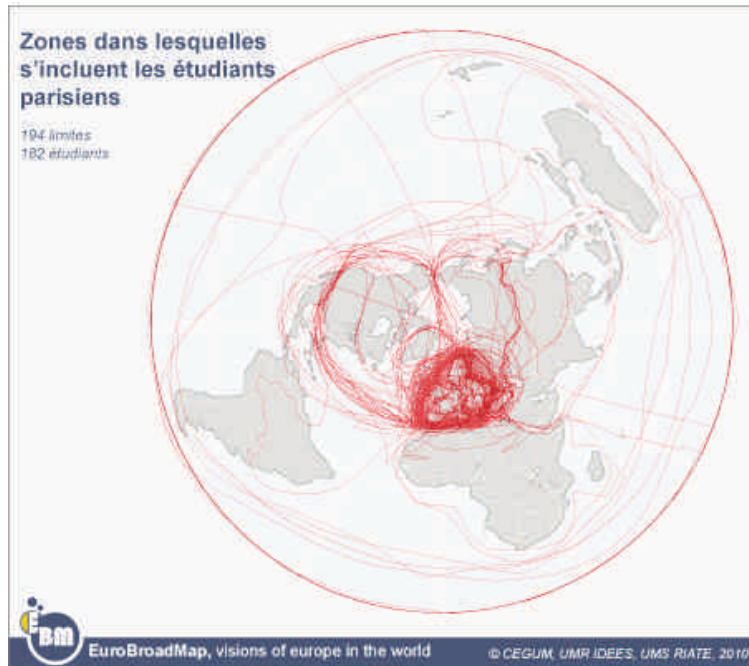 Zones dans lesquelles
s'incluent les étudiants
parisiens
194 limites
182 étudiants
EBM
EuroBroadMap, visions of europe in the world
© CEGUM, UMR IDEES, UMS RIATE, 2010